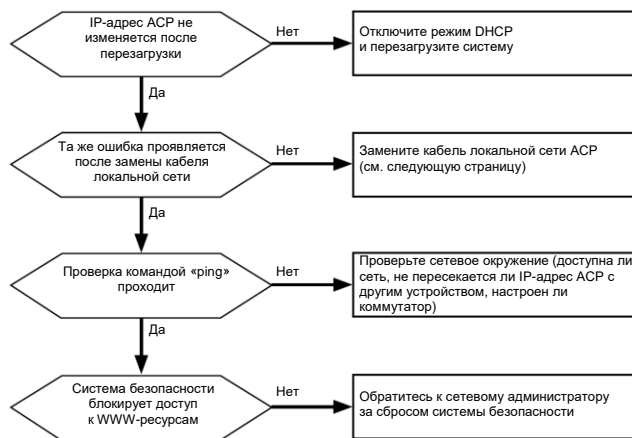 IP-адрес ACP не
изменяется после
перезагрузки
Нет
Отключите режим DHCP
и перезагрузите систему
Да
Та же ошибка проявляется
после замены кабеля
локальной сети
Нет
Замените кабель локальной сети ACP
(см. следующую страницу)
Да
Проверка командой «ping»
проходит
Нет
Проверьте сетевое окружение (доступна ли
сеть, не пересекается ли IP-адрес ACP с
другим устройством, настроен ли
коммутатор)
Да
Система безопасности
блокирует доступ
к WWW-ресурсам
Нет
Обратитесь к сетевому администратору
за сбросом системы безопасности